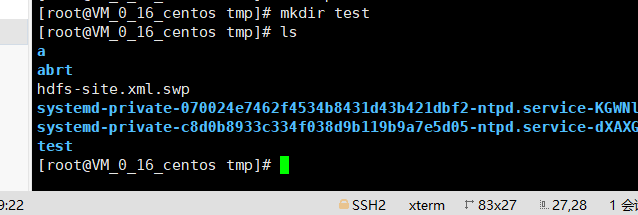 [root@VM_0_16_centos tmp]# mkdir test
[root@VM_0_16_centos tmp]# ls
a
abrt
hdfs-site.xml.swp
systemd-private-070024e7462f4534b8431d43b421dbf2-ntpd.service-KGWNl
systemd-private-c8d0b8933c334f038d9b119b9a7e5d05-ntpd.service-dXAXG
test
[root@VM_0_16_centos tmp]#
9:22 SSH2 xterm 83x27 27,28 1 会